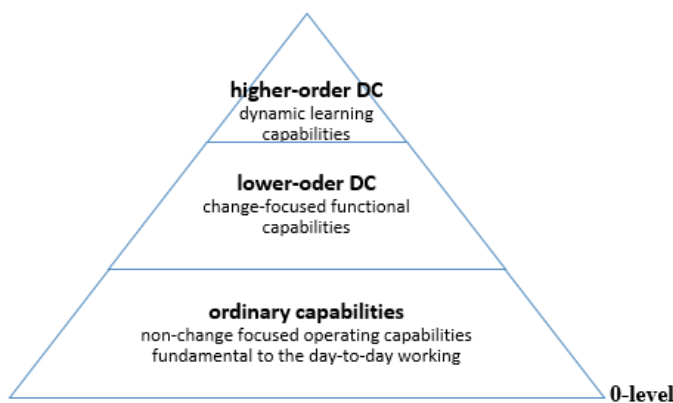 higher-order DC
dynamic learning
capabilities
lower-oder DC
change-focused functional
capabilities
ordinary capabilities
non-change focused operating capabilities
fundamental to the day-to-day working
0-level